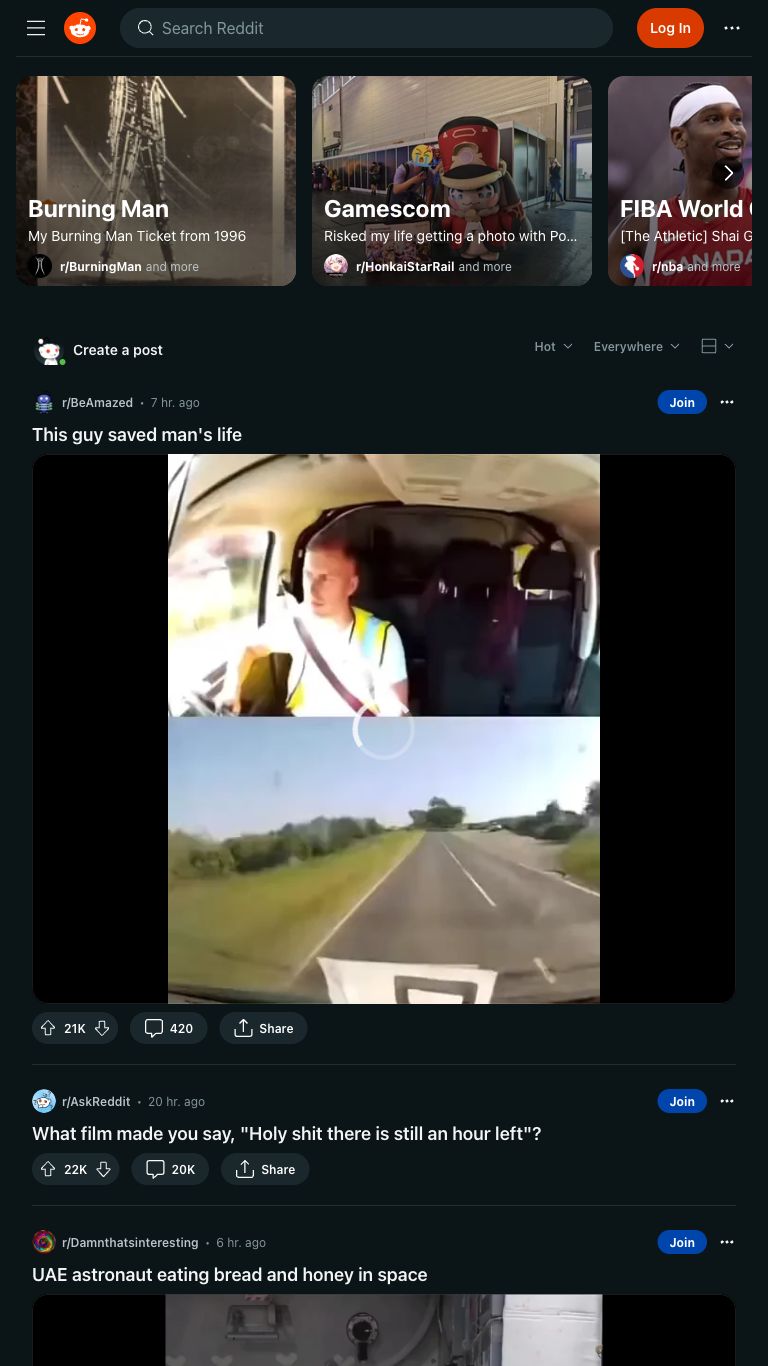 Search Reddit
Log In
Burning Man
My Burning Man Ticket from 1996
r/BurningMan and more
Gamescom
Risked my life getting a photo with Po...
r/HonkaiStarRail and more
FIBA World
[The Athletic] Shai G
r/nba and more
CANADA
Create a post
Hot
Everywhere
r/BeAmazed • 7 hr. ago
Join
This guy saved man's life
21K
420
Share
r/AskReddit • 20 hr. ago
Join
What film made you say, "Holy shit there is still an hour left"?
22K
20K
Share
r/Damnthatsinteresting • 6 hr. ago
Join
UAE astronaut eating bread and honey in space